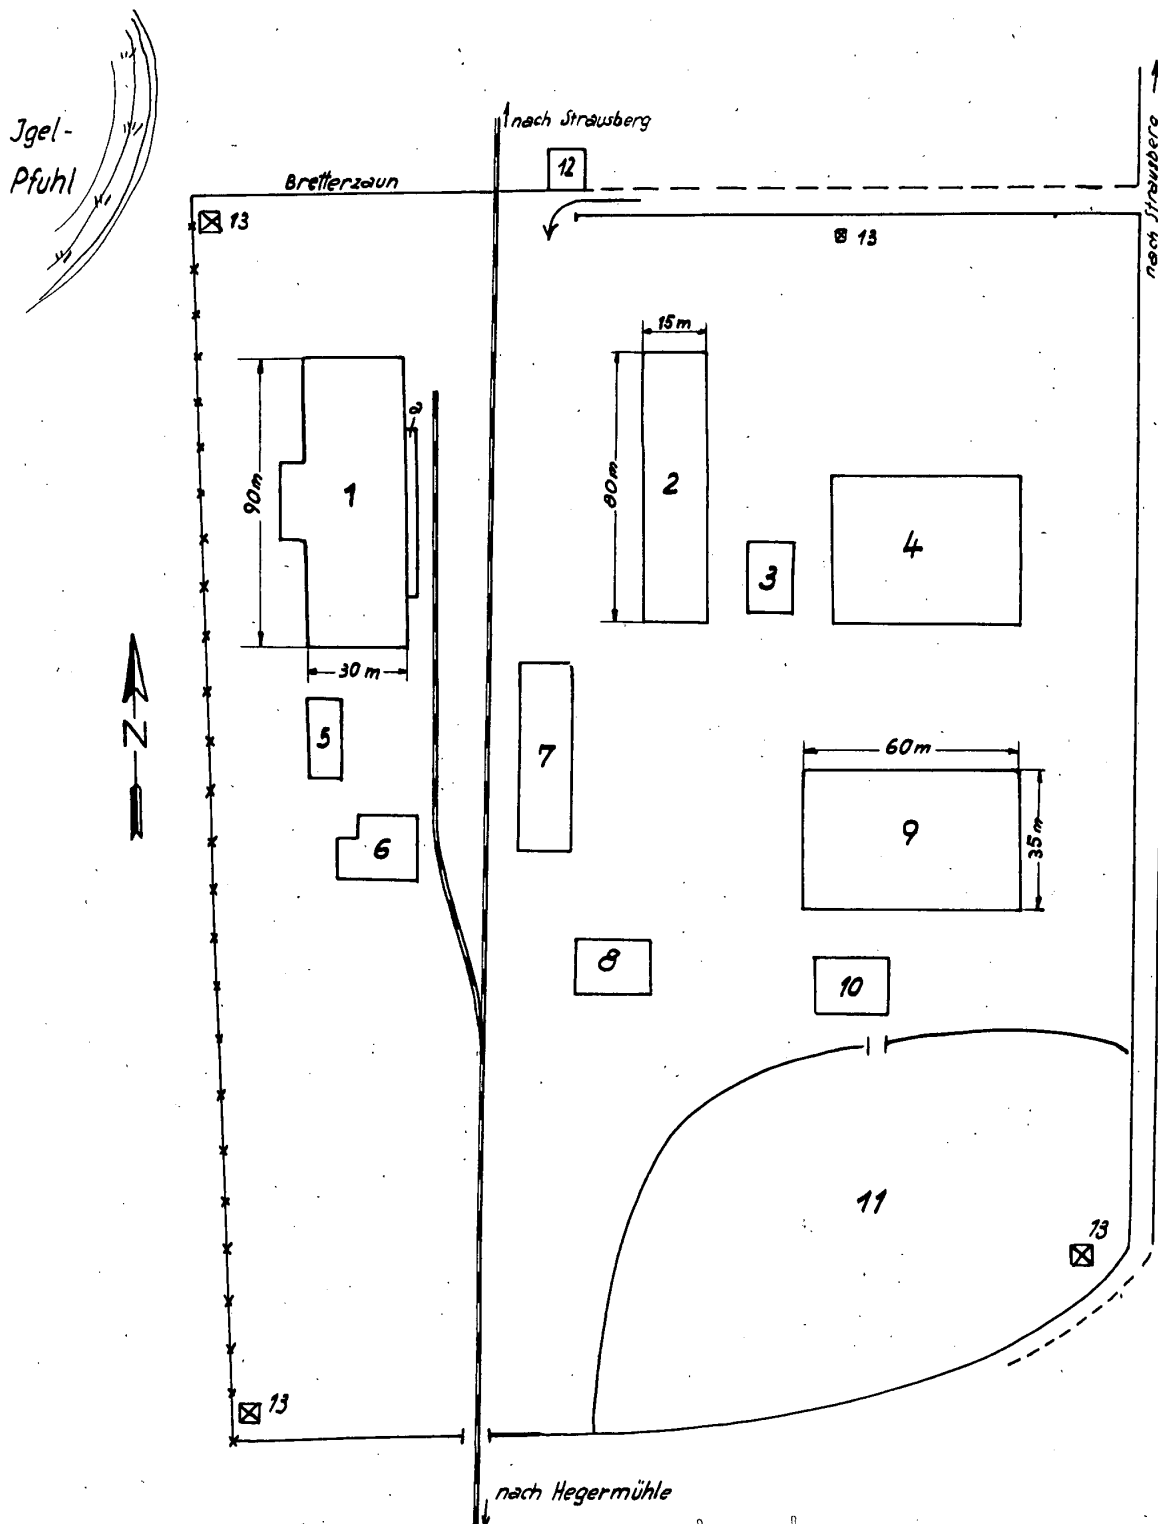 Jgel-
Pfuhl
nach Strausberg
nach Strausberg
12
Bretterzaun
13
13
15 m
a
90m
1
80m
2
4
3
30 m
N
5
7
60m
6
9
35m
8
10
11
13
13
nach Hegermühle